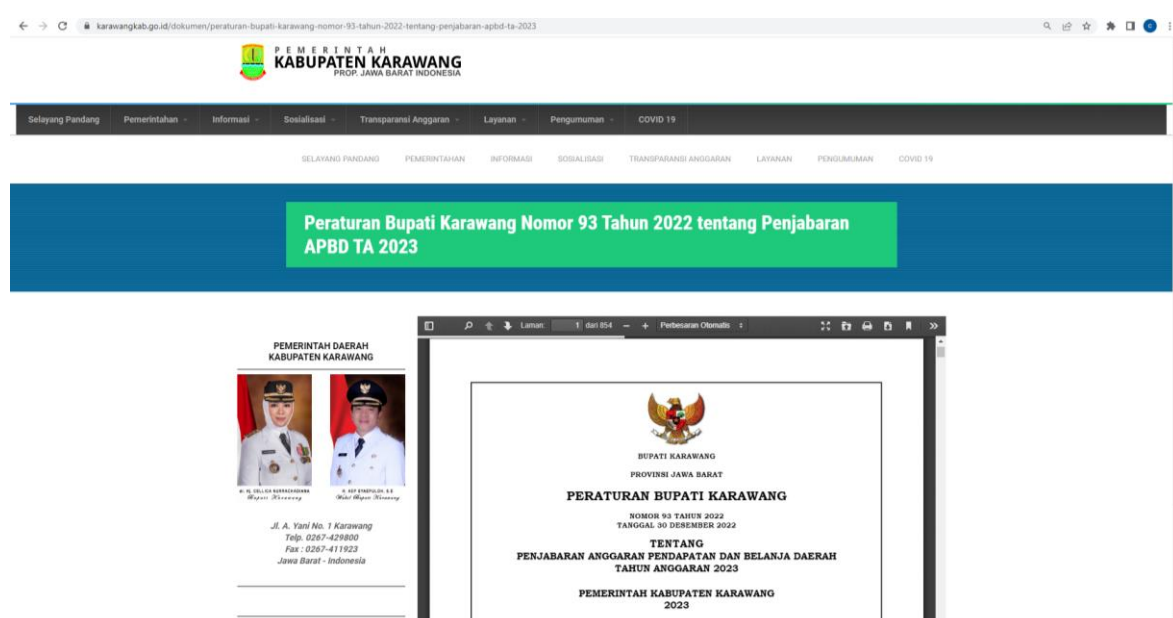 karawangkab.go.id/dokumen/peraturan-bupati-karawang-nomor-93-tahun-2022-tentang-penjabaran-apbd-ta-2023
PEMERINTAH
KABUPATEN KARAWANG
PROP. JAWA BARAT INDONESIA
Selayang Pandang Pemerintahan Informasi Sosialisasi Transparansi Anggaran Layanan Pengumuman COVID 19
SELAYANG PANDANG PEMERINTAHAN INFORMASI SOSIALISASI TRANSPARANSI ANGGARAN LAYANAN PENGUMUMAN COVID 19
Peraturan Bupati Karawang Nomor 93 Tahun 2022 tentang Penjabaran
APBD TA 2023
Laman: 1 dari 854 Perbesaran Otomatis
PEMERINTAH DAERAH
KABUPATEN KARAWANG
Bupati Karawang
Wakil Bupati Karawang
Jl. A. Yani No. 1 Karawang
Telp. 0267-429800
Fax : 0267-411923
Jawa Barat - Indonesia
BUPATI KARAWANG
PROVINSI JAWA BARAT
PERATURAN BUPATI KARAWANG
NOMOR 93 TAHUN 2022
TANGGAL 30 DESEMBER 2022
TENTANG
PENJABARAN ANGGARAN PENDAPATAN DAN BELANJA DAERAH
TAHUN ANGGARAN 2023
PEMERINTAH KABUPATEN KARAWANG
2023